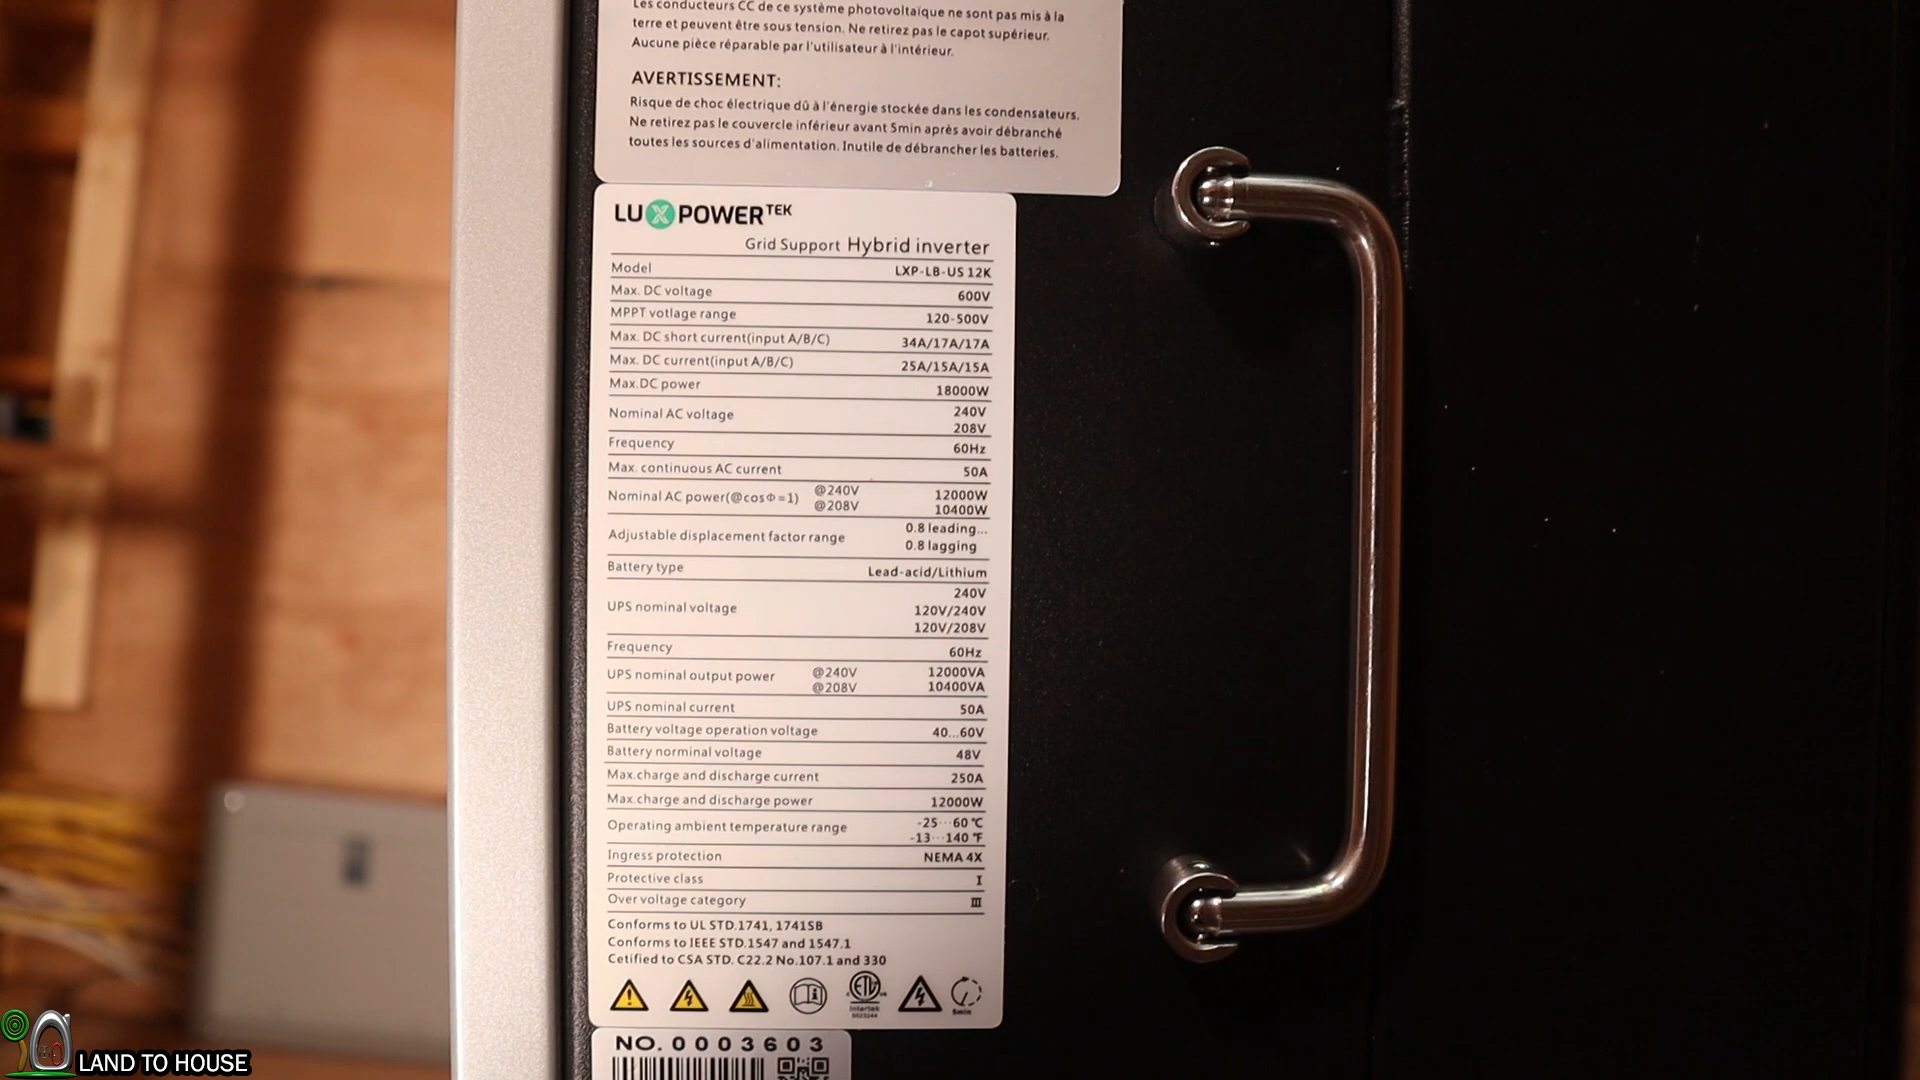 Les conducteurs CC de ce système photovoltaïque ne sont pas mis à la
terre et peuvent être sous tension. Ne retirez pas le capot supérieur.
Aucune pièce réparable par l'utilisateur à l'intérieur.
AVERTISSEMENT:
Risque de choc électrique dû à l'énergie stockée dans les condensateurs.
Ne retirez pas le couvercle inférieur avant 5min après avoir débranché
toutes les sources d'alimentation. Inutile de débrancher les batteries.
LUXPOWERTEK
Grid Support Hybrid inverter
Model LXP-LB-US 12K
Max. DC voltage 600V
MPPT votlage range 120-500V
Max. DC short current(input A/B/C) 34A/17A/17A
Max. DC current(input A/B/C) 25A/15A/15A
Max.DC power 18000W
Nominal AC voltage 240V
208V
Frequency 60Hz
Max. continuous AC current 50A
Nominal AC power(@cosΦ=1) @240V 12000W
@208V 10400W
Adjustable displacement factor range 0.8 leading...
0.8 lagging
Battery type Lead-acid/Lithium
UPS nominal voltage 240V
120V/240V
120V/208V
Frequency 60Hz
UPS nominal output power @240V 12000VA
@208V 10400VA
UPS nominal current 50A
Battery voltage operation voltage 40...60V
Battery norminal voltage 48V
Max.charge and discharge current 250A
Max.charge and discharge power 12000W
Operating ambient temperature range -25···60 ℃
-13···140 ℉
Ingress protection NEMA 4X
Protective class I
Over voltage category III
Conforms to UL STD.1741, 1741SB
Conforms to IEEE STD.1547 and 1547.1
Cetified to CSA STD. C22.2 No.107.1 and 330
ETL
Intertek
5min
NO. 0003603
LAND TO HOUSE